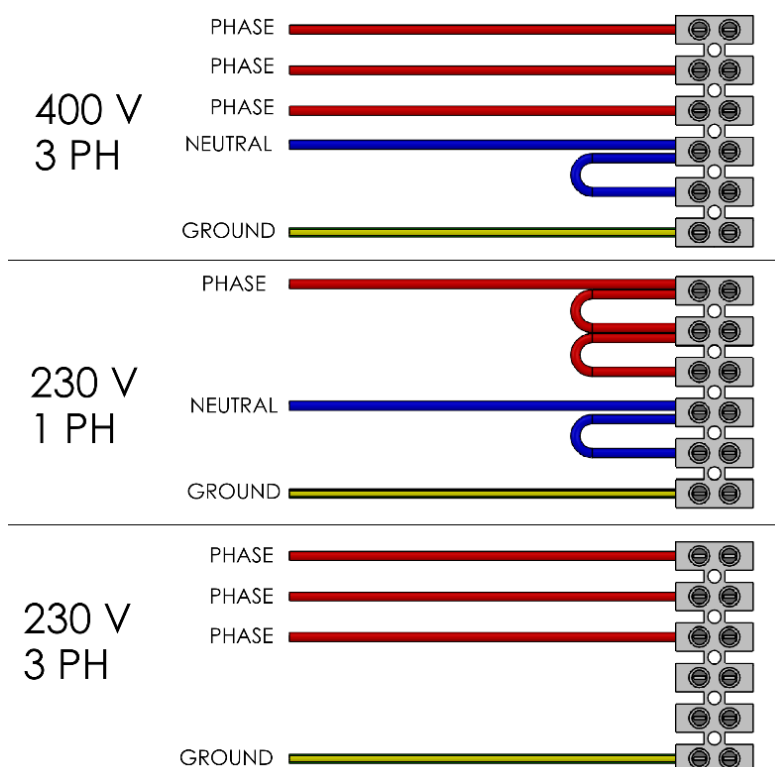 PHASE
PHASE
400 V
3 PH
PHASE
NEUTRAL
GROUND
PHASE
230 V
1 PH
NEUTRAL
GROUND
PHASE
PHASE
230 V
3 PH
PHASE
GROUND